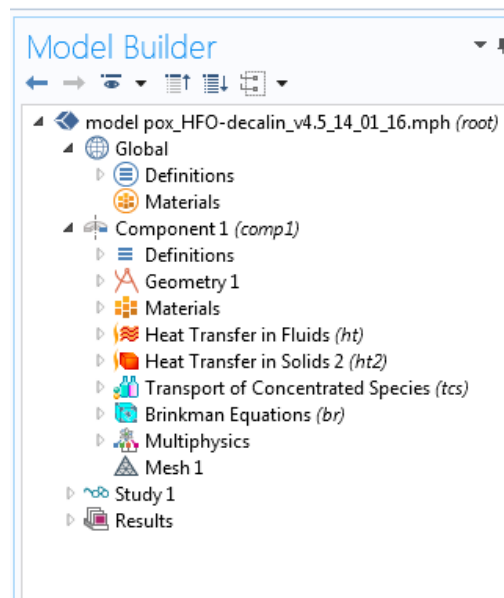 Model Builder
model pox_HFO-decalin_v4.5_14_01_16.mph (root)
Global
Definitions
Materials
Component 1 (comp1)
Definitions
Geometry 1
Materials
Heat Transfer in Fluids (ht)
Heat Transfer in Solids 2 (ht2)
Transport of Concentrated Species (tcs)
Brinkman Equations (br)
Multiphysics
Mesh 1
Study 1
Results